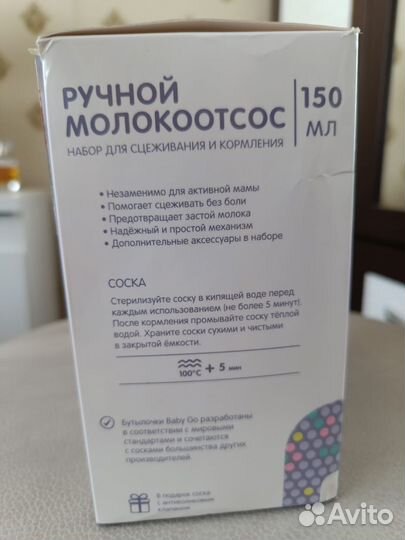 РУЧНОЙ
МОЛОКООТСОС
150
МЛ
НАБОР ДЛЯ СЦЕЖИВАНИЯ И КОРМЛЕНИЯ
• Незаменимо для активной мамы
• Помогает сцеживать без боли
• Предотвращает застой молока
• Надёжный и простой механизм
• Дополнительные аксессуары в наборе
СОСКА
Стерилизуйте соску в кипящей воде перед
каждым использованием (не более 5 минут).
После кормления промывайте соску тёплой
водой. Храните соски сухими и чистыми
в закрытой ёмкости.
100°C + 5 мин
Бутылочки Baby Go разработаны
в соответствии с мировыми
стандартами и сочетаются
с сосками большинства других
производителей.
В подарок соска
с антиколиковым
клапаном
Avito